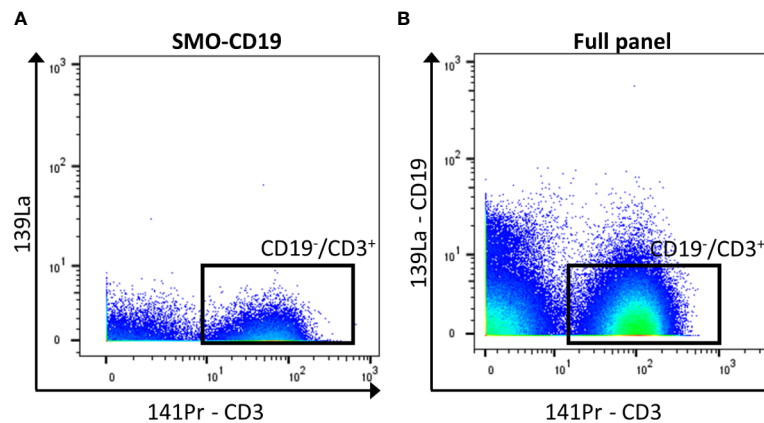 A
SMO-CD19
10³
10²
10¹
0
139La
CD19⁻/CD3⁺
0
10¹
10²
10³
141Pr - CD3
B
Full panel
10³
10²
10¹
0
139La - CD19
CD19⁻/CD3⁺
0
10¹
10²
10³
141Pr - CD3